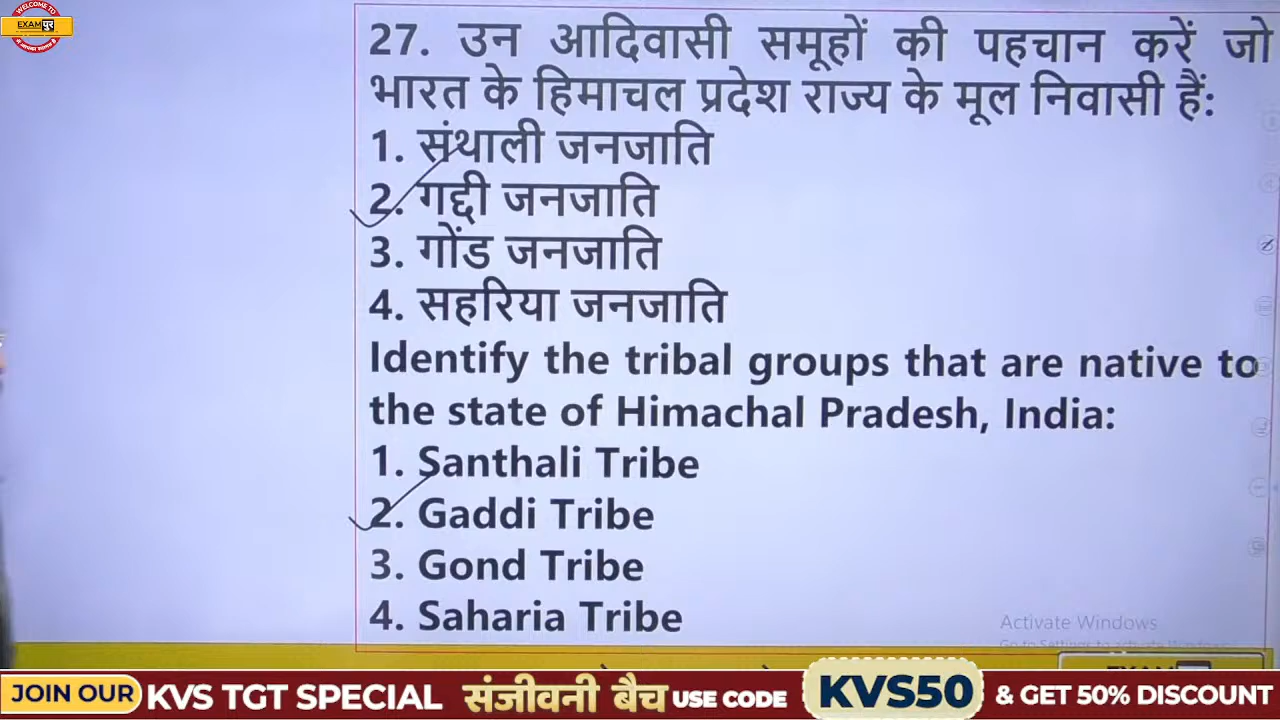 WELCOME TO
EXAMपुर
27. उन आदिवासी समूहों की पहचान करें जो
भारत के हिमाचल प्रदेश राज्य के मूल निवासी हैं:
1. संथाली जनजाति
2. गद्दी जनजाति
3. गोंड जनजाति
4. सहरिया जनजाति
Identify the tribal groups that are native to
the state of Himachal Pradesh, India:
1. Santhali Tribe
2. Gaddi Tribe
3. Gond Tribe
4. Saharia Tribe
Activate Windows
JOIN OUR KVS TGT SPECIAL संजीवनी बैच USE CODE KVS50 & GET 50% DISCOUNT